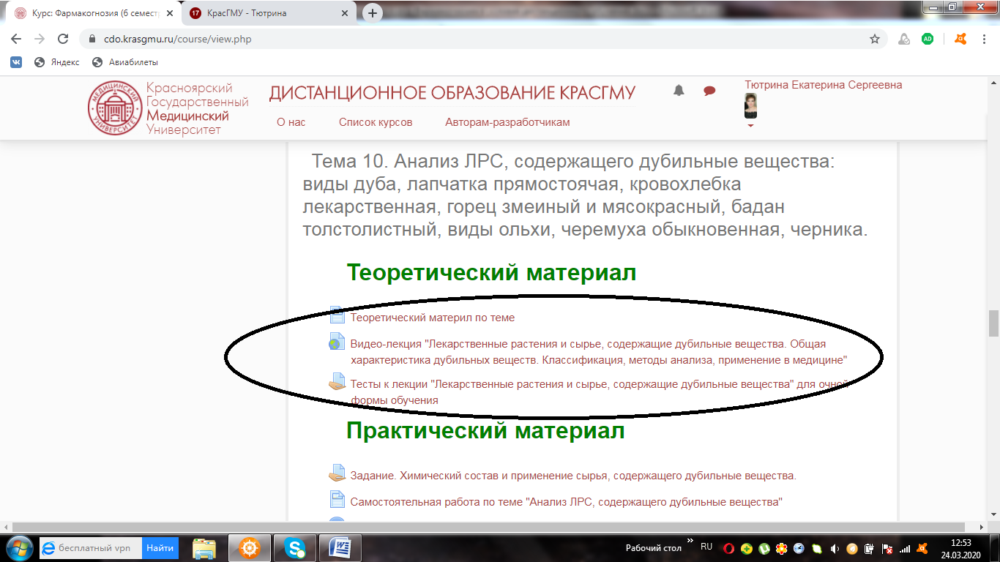 Курс: Фармакогнозия (6 семест
17 КрасГМУ - Тютрина
cdo.krasgmu.ru/course/view.php
AD
Яндекс
Авиабилеты
МЕДИЦИНСКИЙ УНИВЕРСИТЕТ
Красноярский
Государственный
Медицинский
Университет
ДИСТАНЦИОННОЕ ОБРАЗОВАНИЕ КРАСГМУ
О нас Список курсов Авторам-разработчикам
Тютрина Екатерина Сергеевна
Тема 10. Анализ ЛРС, содержащего дубильные вещества:
виды дуба, лапчатка прямостоячая, кровохлебка
лекарственная, горец змеиный и мясокрасный, бадан
толстолистный, виды ольхи, черемуха обыкновенная, черника.
Теоретический материал
Теоретический материл по теме
Видео-лекция "Лекарственные растения и сырье, содержащие дубильные вещества. Общая
характеристика дубильных веществ. Классификация, методы анализа, применение в медицине"
Тесты к лекции "Лекарственные растения и сырье, содержащие дубильные вещества" для очной
формы обучения
Практический материал
Задание. Химический состав и применение сырья, содержащего дубильные вещества.
Самостоятельная работа по теме "Анализ ЛРС, содержащего дубильные вещества"
бесплатный vpn Найти
Рабочий стол » RU
12:53
24.03.2020